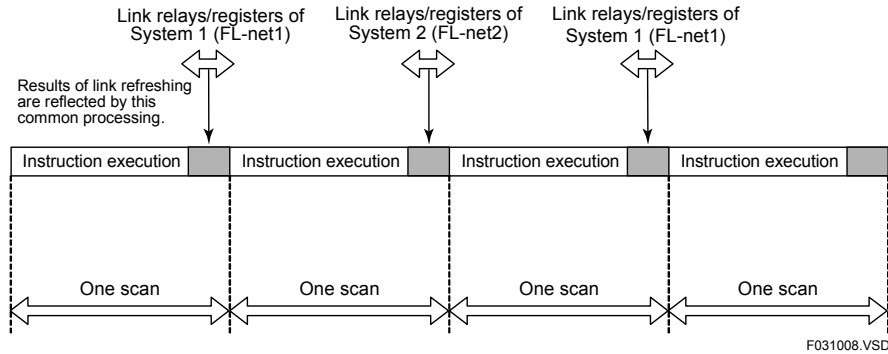 Link relays/registers of
System 1 (FL-net1)
Link relays/registers of
System 2 (FL-net2)
Link relays/registers of
System 1 (FL-net1)
Results of link refreshing
are reflected by this
common processing.
Instruction execution
Instruction execution
Instruction execution
Instruction execution
One scan
One scan
One scan
One scan
F031008.VSD